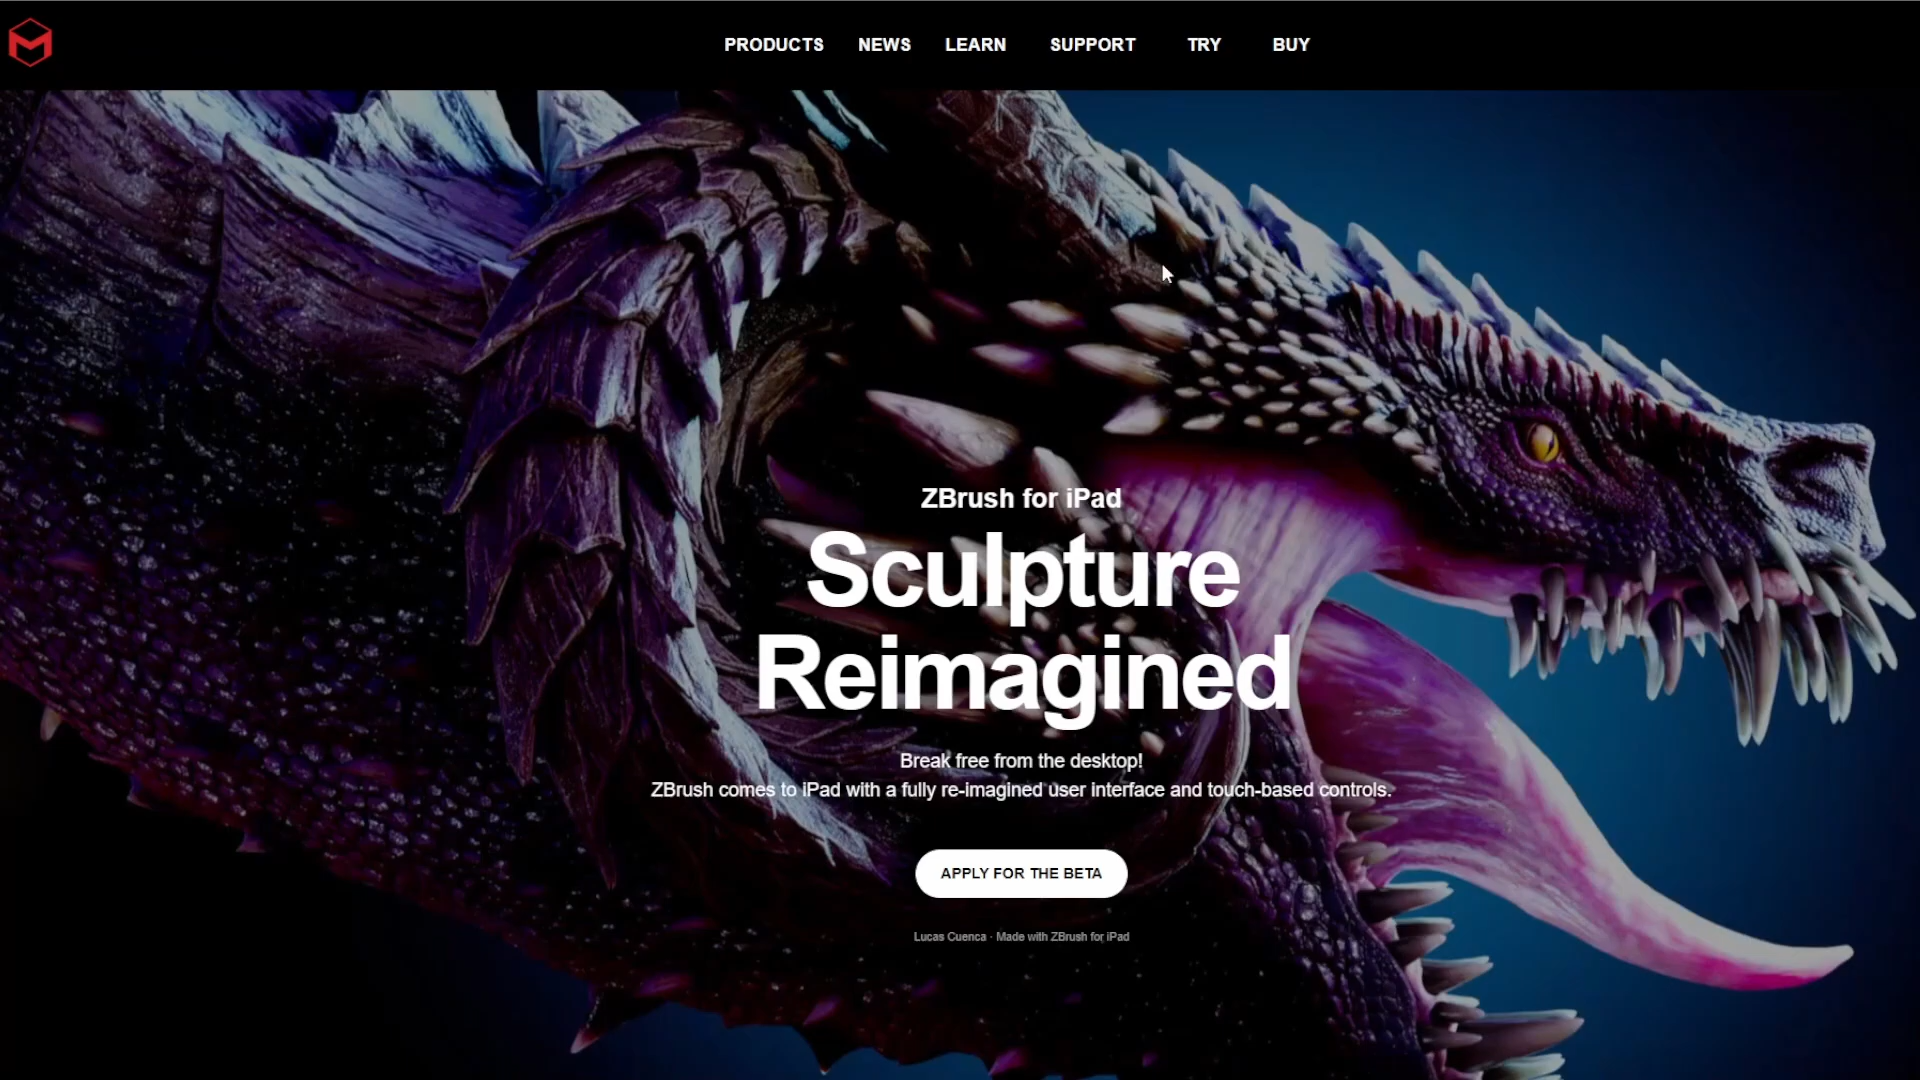 PRODUCTS NEWS LEARN SUPPORT TRY BUY
ZBrush for iPad
Sculpture
Reimagined
Break free from the desktop!
ZBrush comes to iPad with a fully re-imagined user interface and touch-based controls.
APPLY FOR THE BETA
Lucas Cuenca · Made with ZBrush for iPad